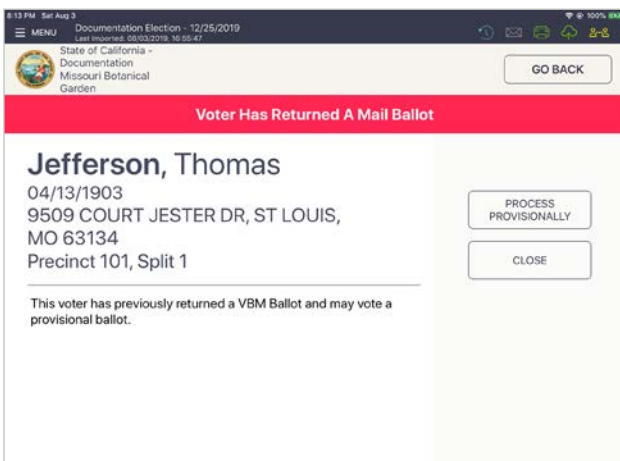 8:13 PM Sat Aug 3
100%
MENU
Documentation Election - 12/25/2019
Last Imported: 08/03/2019, 16:55:47
State of California -
Documentation
Missouri Botanical
Garden
GO BACK
Voter Has Returned A Mail Ballot
Jefferson, Thomas
04/13/1903
9509 COURT JESTER DR, ST LOUIS,
MO 63134
Precinct 101, Split 1
PROCESS
PROVISIONALLY
CLOSE
This voter has previously returned a VBM Ballot and may vote a
provisional ballot.